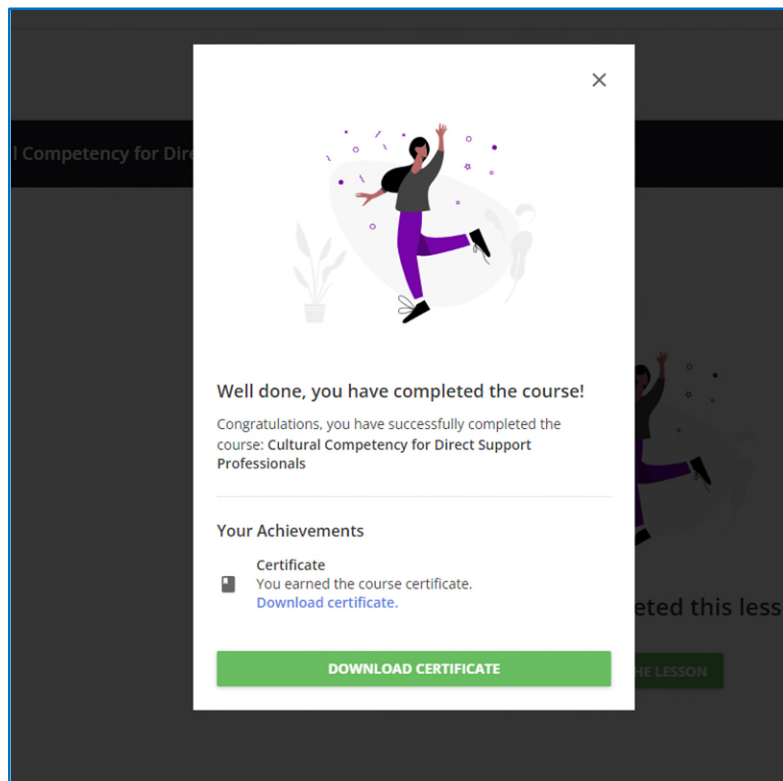 l Competency for Dire
Well done, you have completed the course!
Congratulations, you have successfully completed the
course: Cultural Competency for Direct Support
Professionals
Your Achievements
Certificate
You earned the course certificate.
Download certificate.
eted this less
DOWNLOAD CERTIFICATE
HE LESSON